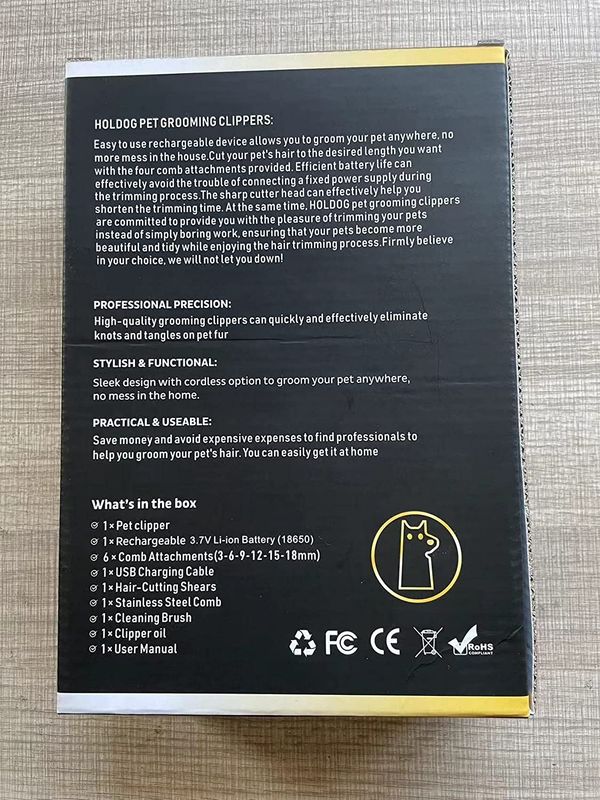 HOLDOG PET GROOMING CLIPPERS:
Easy to use rechargeable device allows you to groom your pet anywhere, no
more mess in the house.Cut your pet's hair to the desired length you want
with the four comb attachments provided. Efficient battery life can
effectively avoid the trouble of connecting a fixed power supply during
the trimming process.The sharp cutter head can effectively help you
shorten the trimming time. At the same time, HOLDOG pet grooming clippers
are committed to provide you with the pleasure of trimming your pets
instead of simply boring work, ensuring that your pets become more
beautiful and tidy while enjoying the hair trimming process.Firmly believe
in your choice, we will not let you down!
PROFESSIONAL PRECISION:
High-quality grooming clippers can quickly and effectively eliminate
knots and tangles on pet fur
STYLISH & FUNCTIONAL:
Sleek design with cordless option to groom your pet anywhere,
no mess in the home.
PRACTICAL & USEABLE:
Save money and avoid expensive expenses to find professionals to
help you groom your pet's hair. You can easily get it at home
What's in the box
1×Pet clipper
1×Rechargeable 3.7V Li-ion Battery (18650)
6×Comb Attachments(3-6-9-12-15-18mm)
1×USB Charging Cable
1×Hair-Cutting Shears
1×Stainless Steel Comb
1×Cleaning Brush
1×Clipper oil
1×User Manual
FC CE RoHS
COMPLIANT